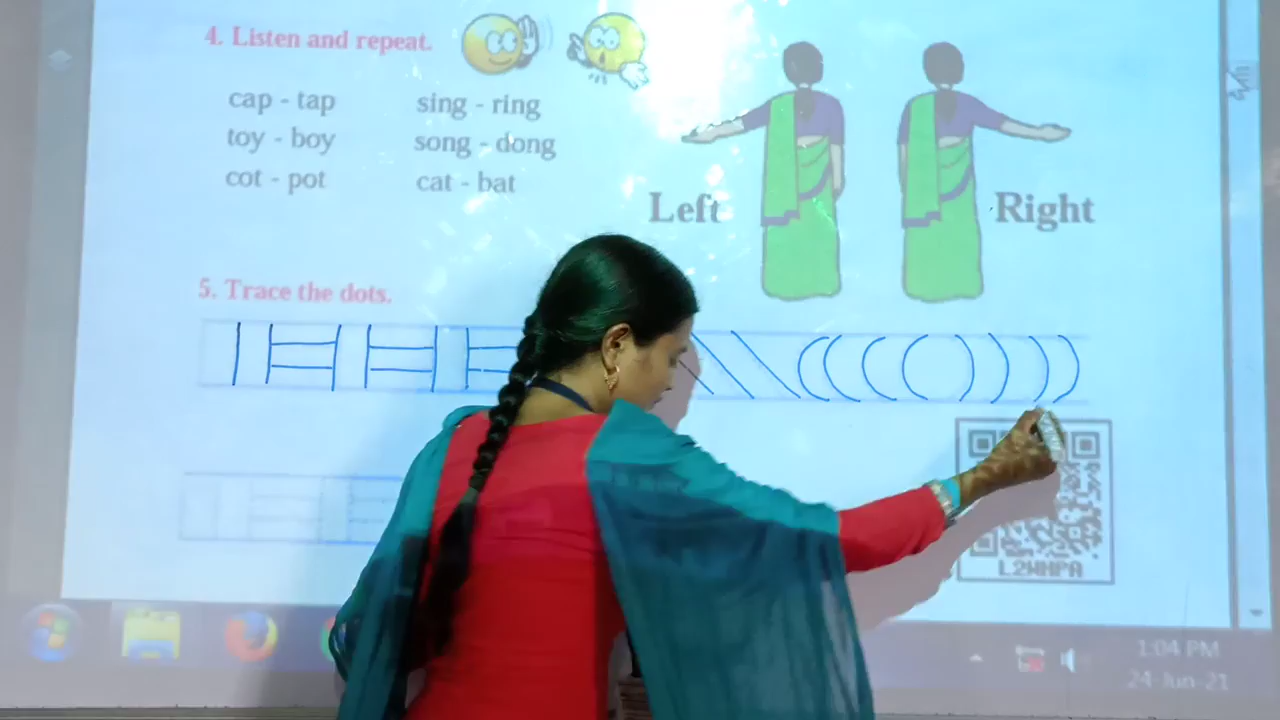 4. Listen and repeat.
cap - tap
sing - ring
toy - boy
song - dong
cot - pot
cat - bat
Left
Right
5. Trace the dots.
L2WHPA
1:04 PM
24-Jun-21